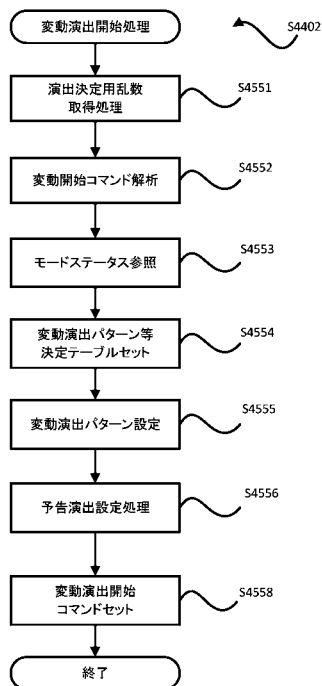 変動演出開始処理
S4402
演出決定用乱数
取得処理
S4551
変動開始コマンド解析
S4552
モードステータス参照
S4553
変動演出パターン等
決定テーブルセット
S4554
変動演出パターン設定
S4555
予告演出設定処理
S4556
変動演出開始
コマンドセット
S4558
終了